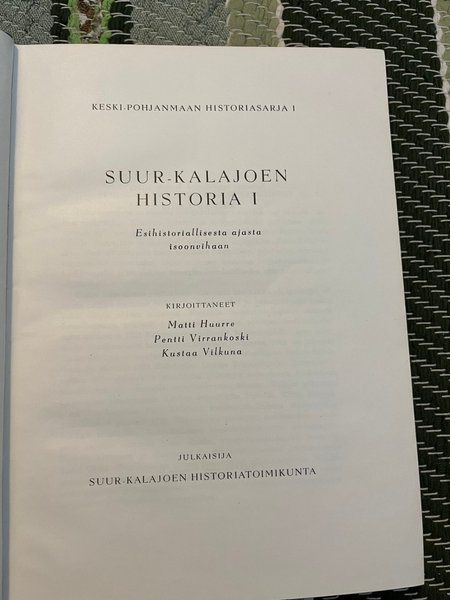 KESKI-POHJANMAAN HISTORIASARJA 1
SUUR-KALAJOEN
HISTORIA I
Esihistoriallisesta ajasta
isoonvihaan
KIRJOITTANEET
Matti Huurre
Pentti Virrankoski
Kustaa Vilkuna
JULKAISIJA
SUUR-KALAJOEN HISTORIATOIMIKUNTA